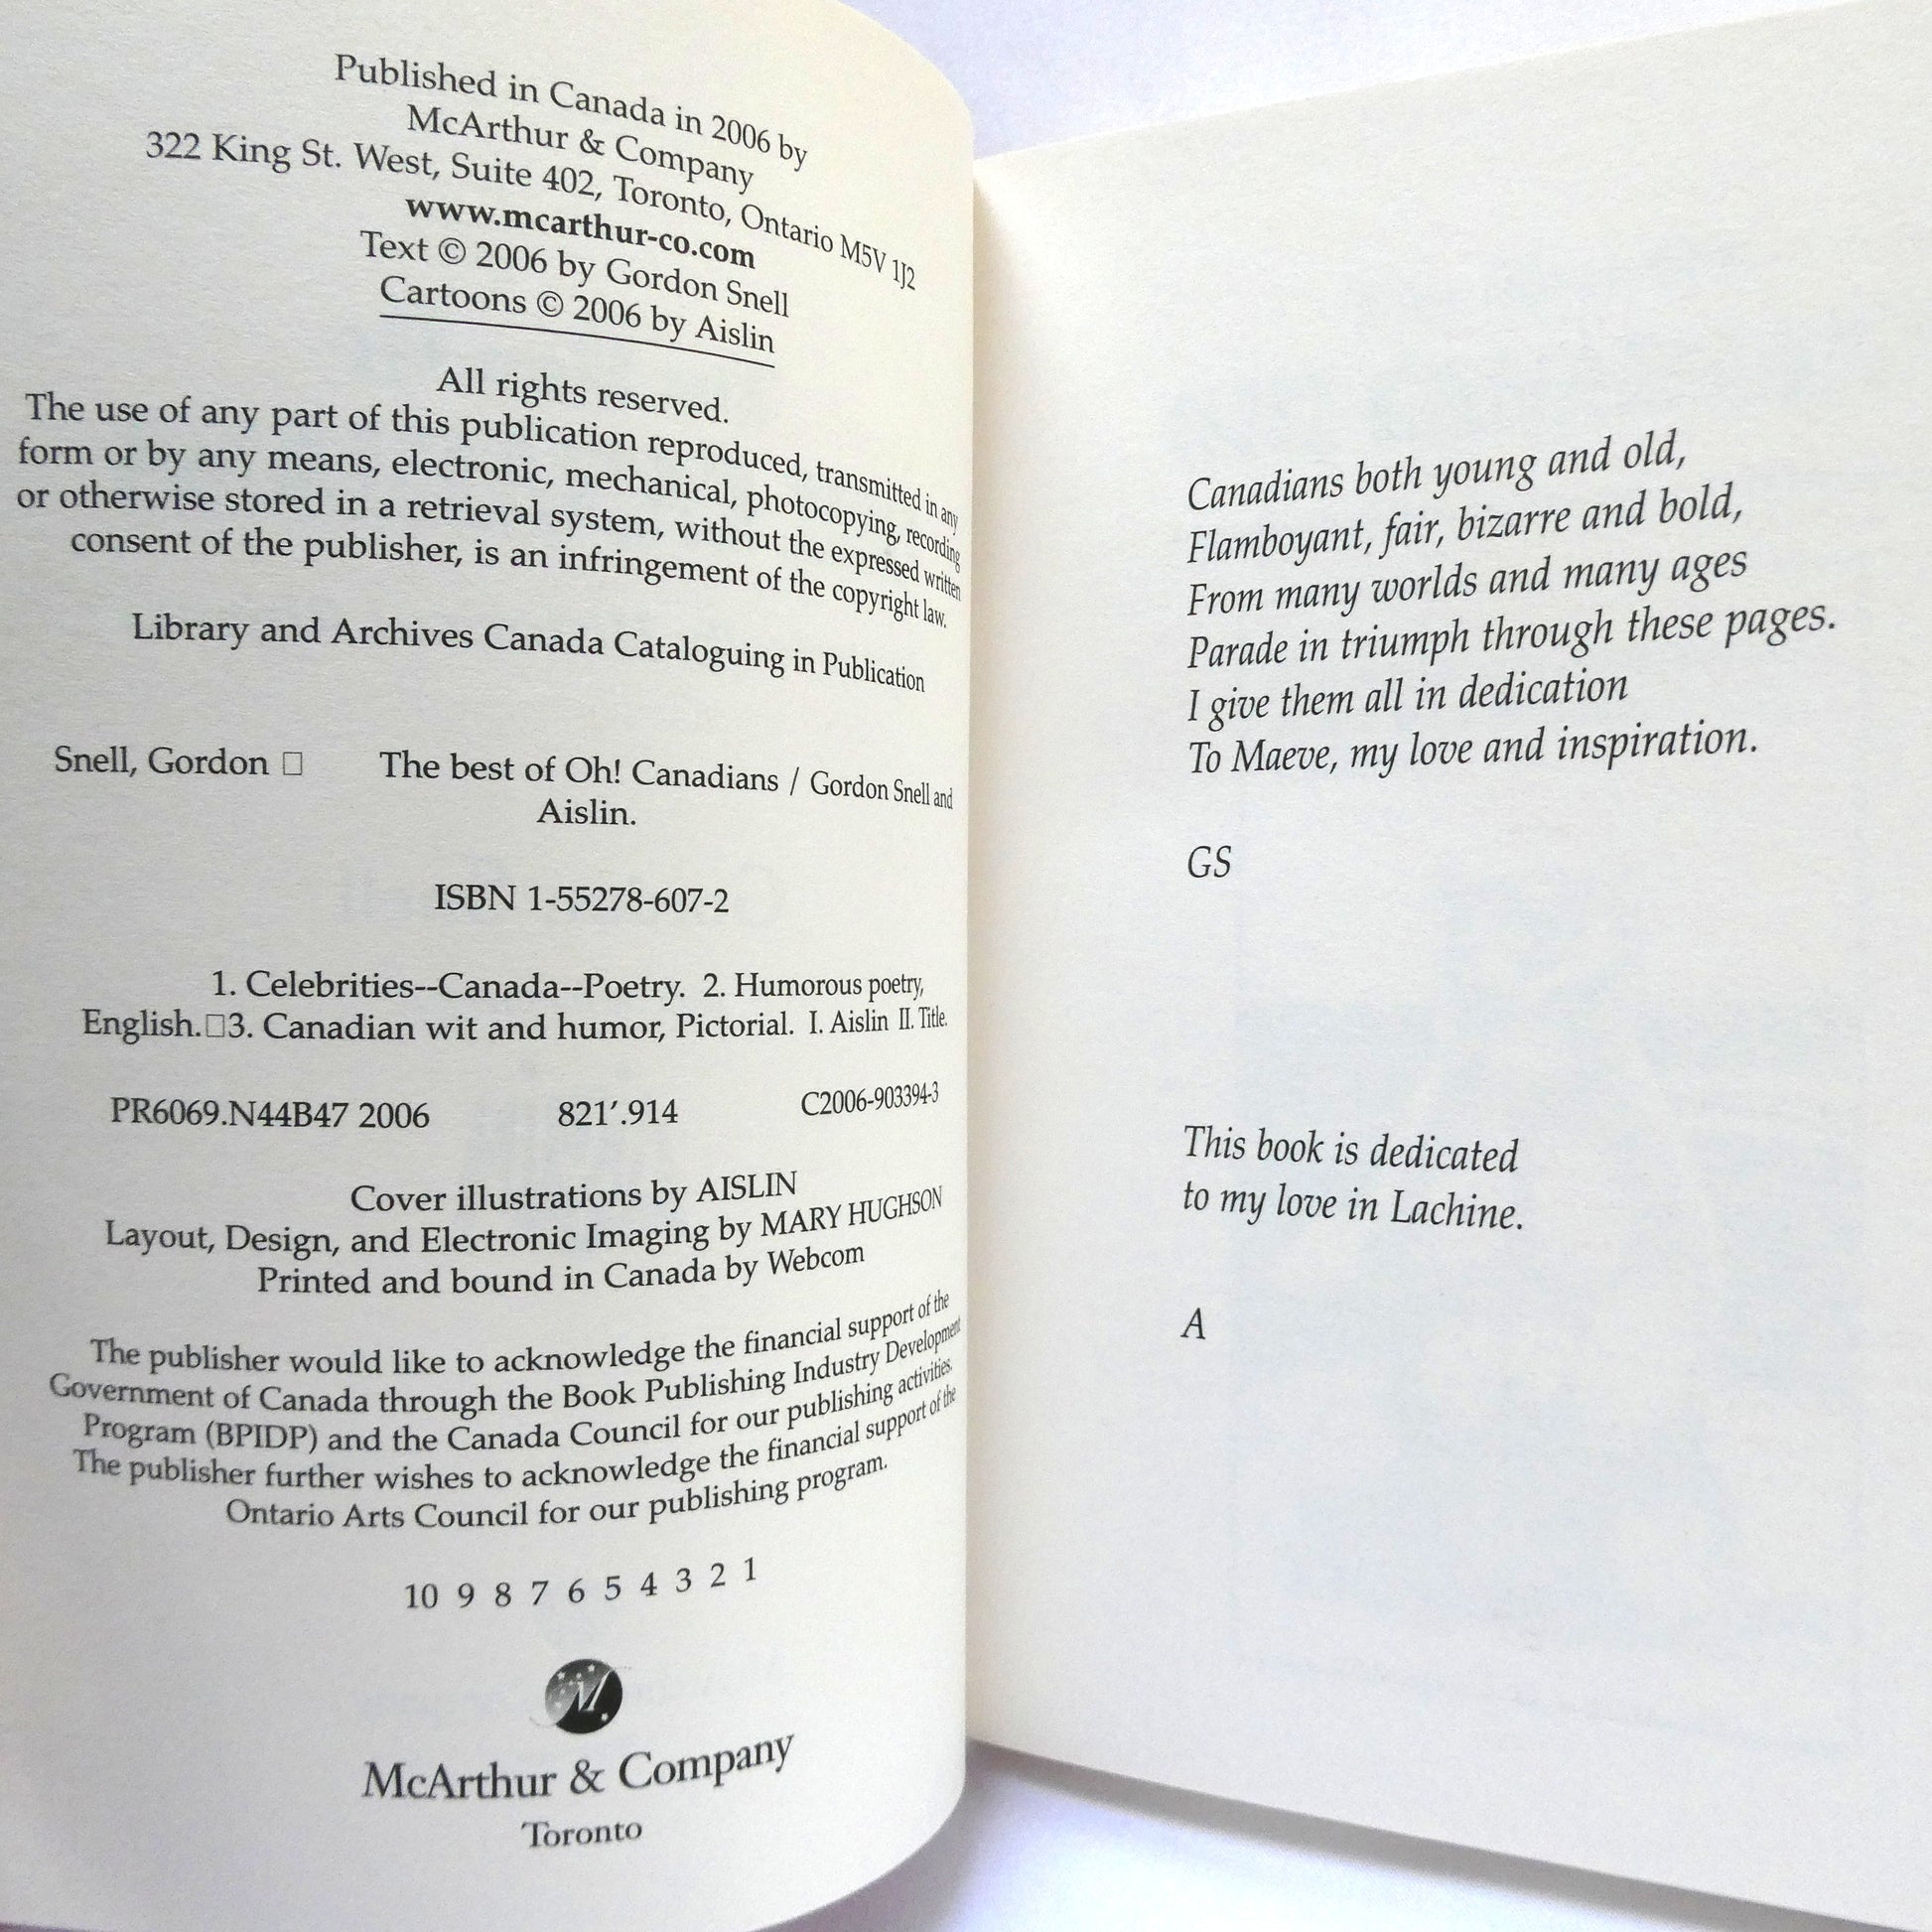 Published in Canada in 2006 by
McArthur & Company
322 King St. West, Suite 402, Toronto, Ontario M5V 1J2
www.mcarthur-co.com
Text © 2006 by Gordon Snell
Cartoons © 2006 by Aislin
All rights reserved.
The use of any part of this publication reproduced, transmitted in any
form or by any means, electronic, mechanical, photocopying, recording
or otherwise stored in a retrieval system, without the expressed written
consent of the publisher, is an infringement of the copyright law.
Library and Archives Canada Cataloguing in Publication
Snell, Gordon □ The best of Oh! Canadians / Gordon Snell and
Aislin.
ISBN 1-55278-607-2
1. Celebrities--Canada--Poetry. 2. Humorous poetry,
English.□3. Canadian wit and humor, Pictorial. I. Aislin II. Title.
PR6069.N44B47 2006 821′.914 C2006-903394-3
Cover illustrations by AISLIN
Layout, Design, and Electronic Imaging by MARY HUGHSON
Printed and bound in Canada by Webcom
The publisher would like to acknowledge the financial support of the
Government of Canada through the Book Publishing Industry Development
Program (BPIDP) and the Canada Council for our publishing activities.
The publisher further wishes to acknowledge the financial support of the
Ontario Arts Council for our publishing program.
10 9 8 7 6 5 4 3 2 1
M
McArthur & Company
Toronto
Canadians both young and old,
Flamboyant, fair, bizarre and bold,
From many worlds and many ages
Parade in triumph through these pages.
I give them all in dedication
To Maeve, my love and inspiration.
GS
This book is dedicated
to my love in Lachine.
A